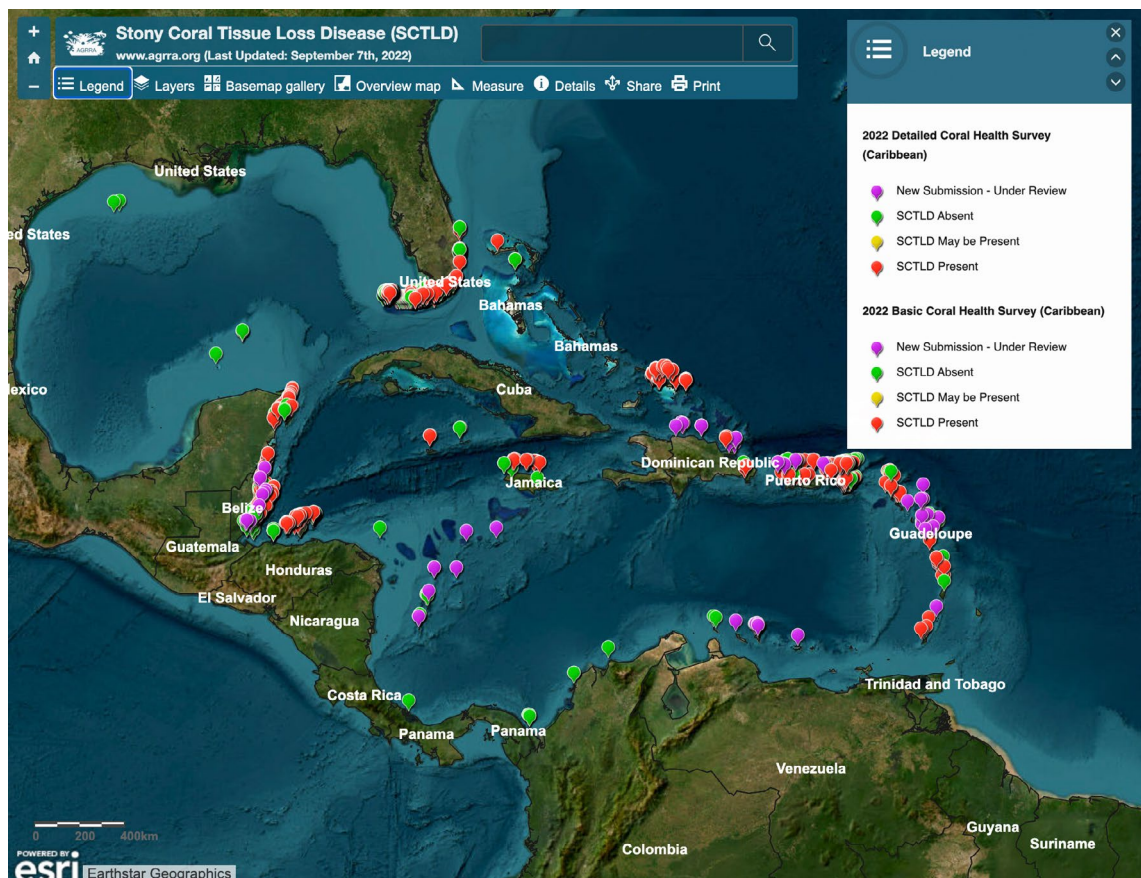 +
Stony Coral Tissue Loss Disease (SCTLD)
AGRRA
www.agrra.org (Last Updated: September 7th, 2022)
−
Legend Layers Basemap gallery Overview map Measure Details Share Print
Legend
2022 Detailed Coral Health Survey
(Caribbean)
New Submission - Under Review
SCTLD Absent
SCTLD May be Present
SCTLD Present
2022 Basic Coral Health Survey (Caribbean)
New Submission - Under Review
SCTLD Absent
SCTLD May be Present
SCTLD Present
United States
ed States
United States
Bahamas
Bahamas
Mexico
Cuba
Dominican Republic
Puerto Rico
Jamaica
Belize
Guadeloupe
Guatemala
Honduras
El Salvador
Nicaragua
Costa Rica
Trinidad and Tobago
Panama
Panama
Venezuela
Guyana
Suriname
Colombia
0 200 400km
POWERED BY
esri
Earthstar Geographics